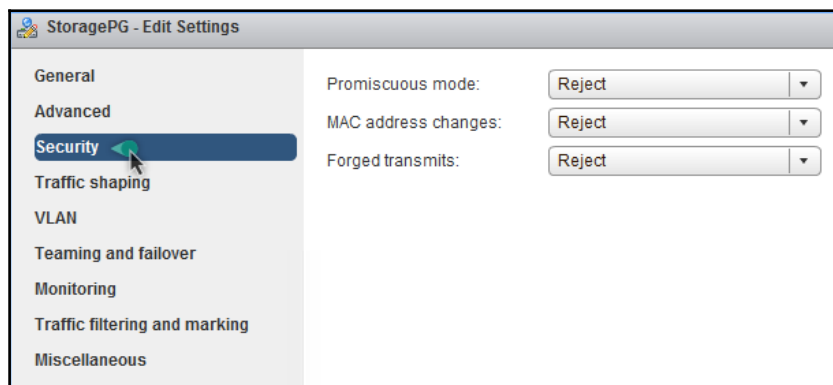 StoragePG - Edit Settings
General
Advanced
Security
Traffic shaping
VLAN
Teaming and failover
Monitoring
Traffic filtering and marking
Miscellaneous
Promiscuous mode: Reject
MAC address changes: Reject
Forged transmits: Reject